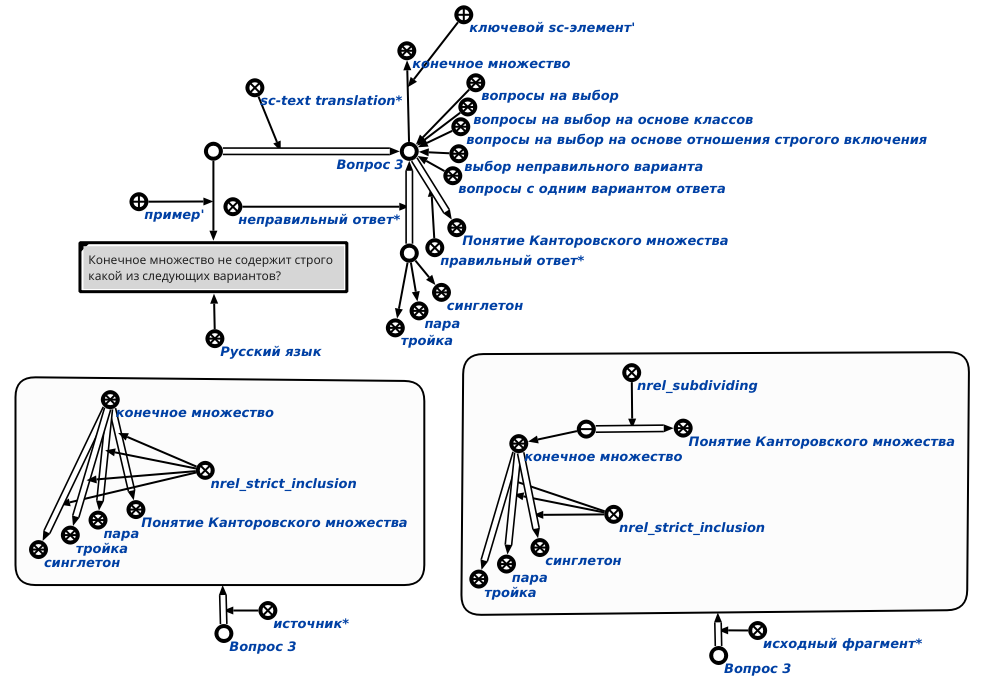 ключевой sc-элемент'
конечное множество
вопросы на выбор
sc-text translation*
вопросы на выбор на основе классов
вопросы на выбор на основе отношения строгого включения
Вопрос 3
выбор неправильного варианта
вопросы с одним вариантом ответа
пример'
неправильный ответ*
Понятие Канторовского множества
правильный ответ*
Конечное множество не содержит строго
какой из следующих вариантов?
синглетон
пара
тройка
Русский язык
конечное множество
nrel_strict_inclusion
Понятие Канторовского множества
пара
тройка
синглетон
источник*
Вопрос 3
nrel_subdividing
Понятие Канторовского множества
конечное множество
nrel_strict_inclusion
синглетон
пара
тройка
исходный фрагмент*
Вопрос 3